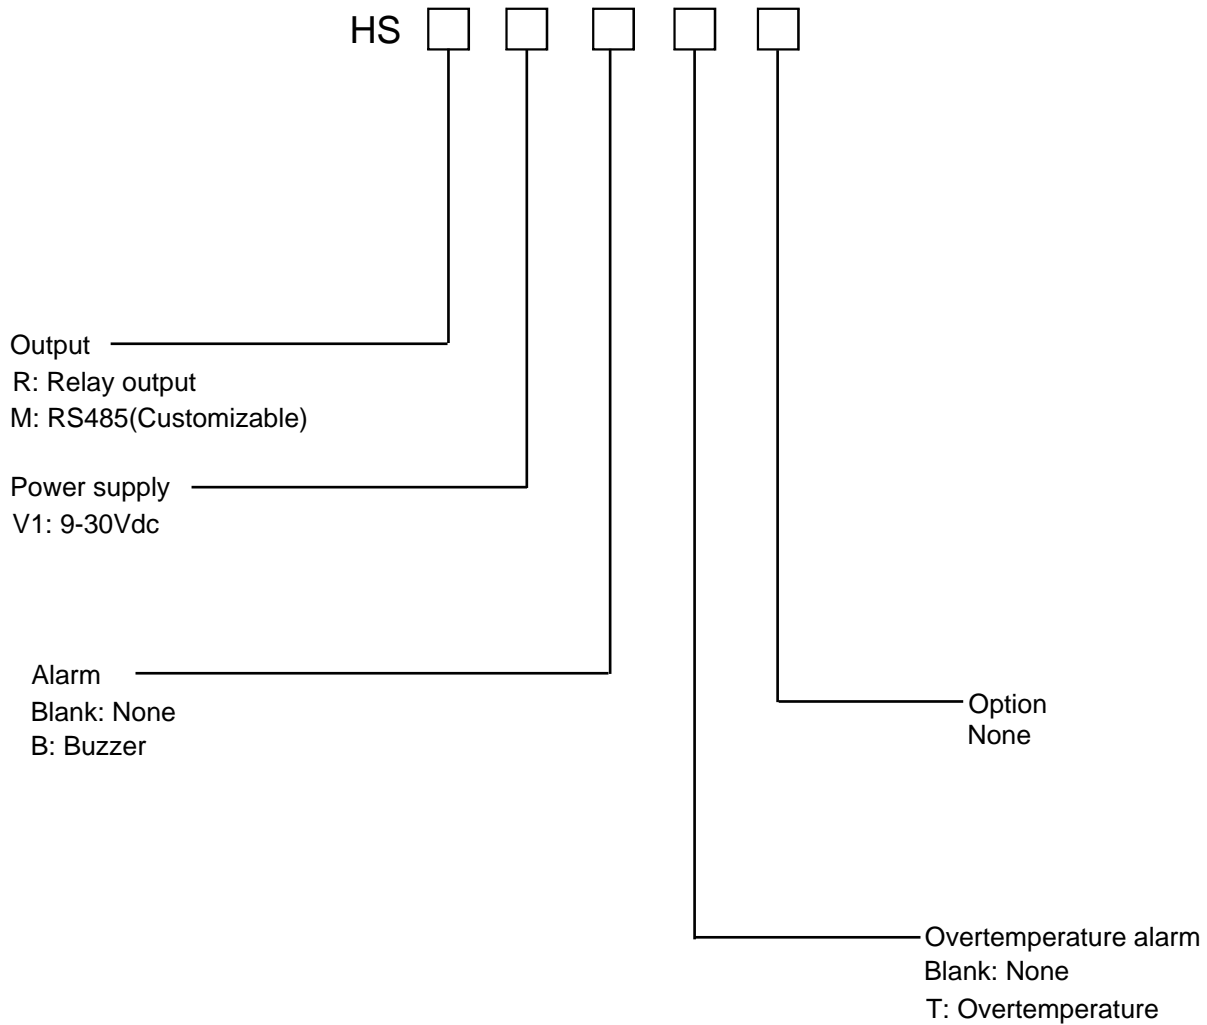 HS
Output
R: Relay output
M: RS485(Customizable)
Power supply
V1: 9-30Vdc
Alarm
Blank: None
B: Buzzer
Option
None
Overtemperature alarm
Blank: None
T: Overtemperature